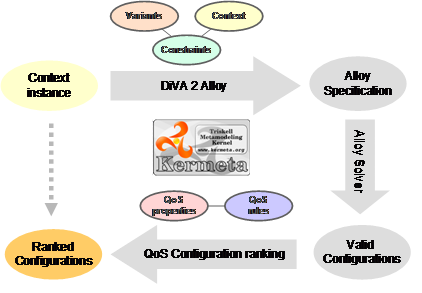 Variants
Context
Constraints
Context
instance
DiVA 2 Alloy
Alloy
Specification
Triskell
Metamodeling
Kernel
www.kermeta.org
Kermeta
Alloy Solver
QoS
properties
QoS
rules
Ranked
Configurations
QoS Configuration ranking
Valid
Configurations